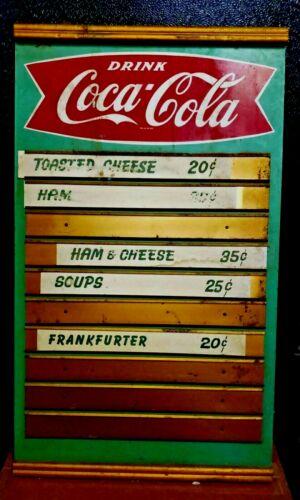 DRINK
Coca-Cola
TOASTED CHEESE 20¢
HAM
HAM & CHEESE 35¢
SOUPS 25¢
FRANKFURTER 20¢